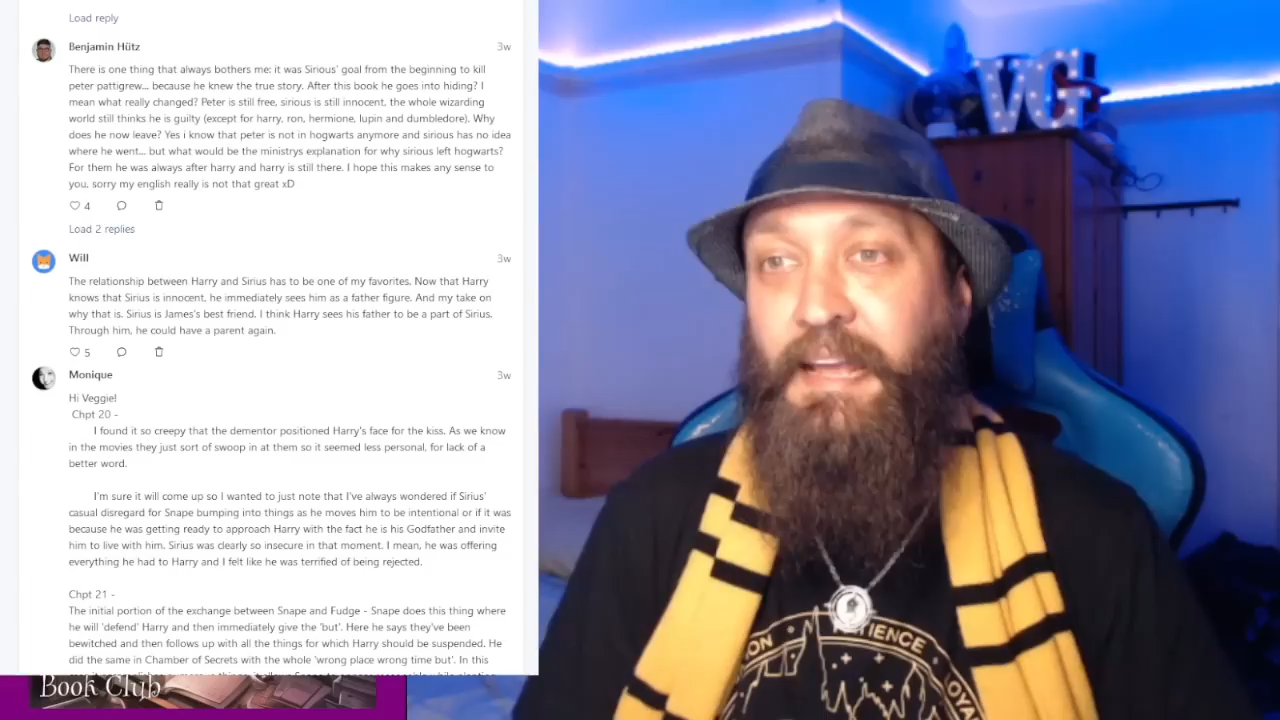 Load reply
Benjamin Hütz
3w
There is one thing that always bothers me: it was Sirious' goal from the beginning to kill
peter pattigrew... because he knew the true story. After this book he goes into hiding? I
mean what really changed? Peter is still free, sirious is still innocent, the whole wizarding
world still thinks he is guilty (except for harry, ron, hermione, lupin and dumbledore). Why
does he now leave? Yes i know that peter is not in hogwarts anymore and sirious has no idea
where he went... but what would be the ministrys explanation for why sirious left hogwarts?
For them he was always after harry and harry is still there. I hope this makes any sense to
you, sorry my english really is not that great xD
4
Load 2 replies
Will
3w
The relationship between Harry and Sirius has to be one of my favorites. Now that Harry
knows that Sirius is innocent, he immediately sees him as a father figure. And my take on
why that is. Sirus is James's best friend. I think Harry sees his father to be a part of Sirius.
Through him, he could have a parent again.
5
Monique
3w
Hi Veggie!
Chpt 20 -
I found it so creepy that the dementor positioned Harry's face for the kiss. As we know
in the movies they just sort of swoop in at them so it seemed less personal, for lack of a
better word.
I'm sure it will come up so I wanted to just note that I've always wondered if Sirius'
casual disregard for Snape bumping into things as he moves him to be intentional or if it was
because he was getting ready to approach Harry with the fact he is his Godfather and invite
him to live with him. Sirius was clearly so insecure in that moment. I mean, he was offering
everything he had to Harry and I felt like he was terrified of being rejected.
Chpt 21 -
The initial portion of the exchange between Snape and Fudge - Snape does this thing where
he will 'defend' Harry and then immediately give the 'but'. Here he says they've been
bewitched and then follows up with all the things for which Harry should be suspended. He
did the same in Chamber of Secrets with the whole 'wrong place wrong time but'. In this
Book Club
VG
PATIENCE
LOYA